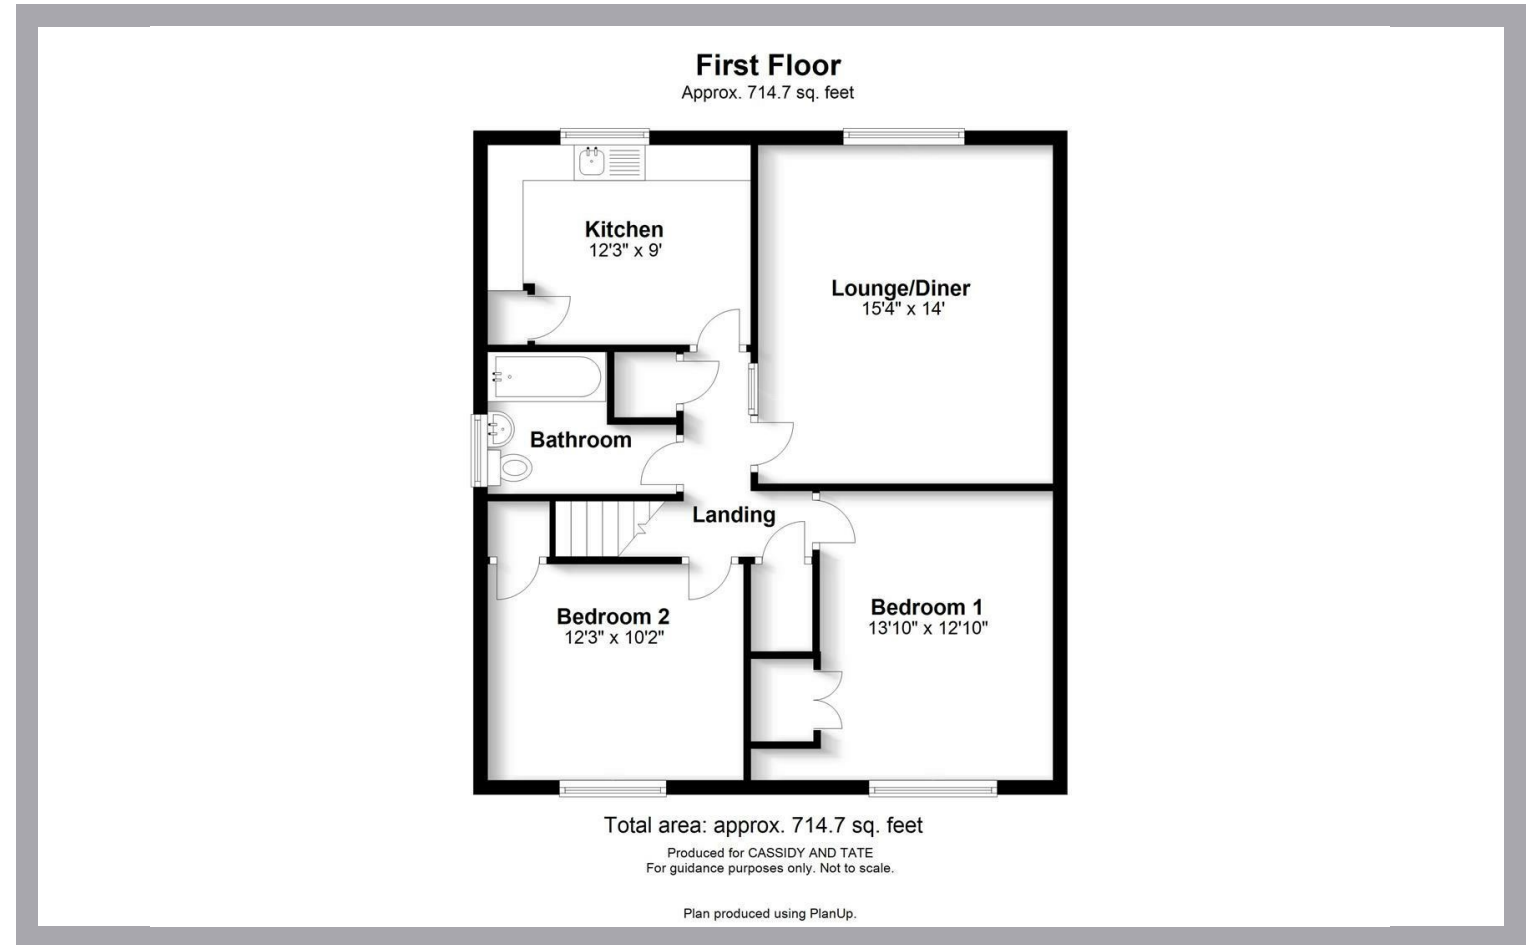 First Floor
Approx. 714.7 sq. feet
Kitchen
12'3" x 9'
Lounge/Diner
15'4" x 14'
Bathroom
Landing
Bedroom 2
12'3" x 10'2"
Bedroom 1
13'10" x 12'10"
Total area: approx. 714.7 sq. feet
Produced for CASSIDY AND TATE
For guidance purposes only. Not to scale.
Plan produced using PlanUp.